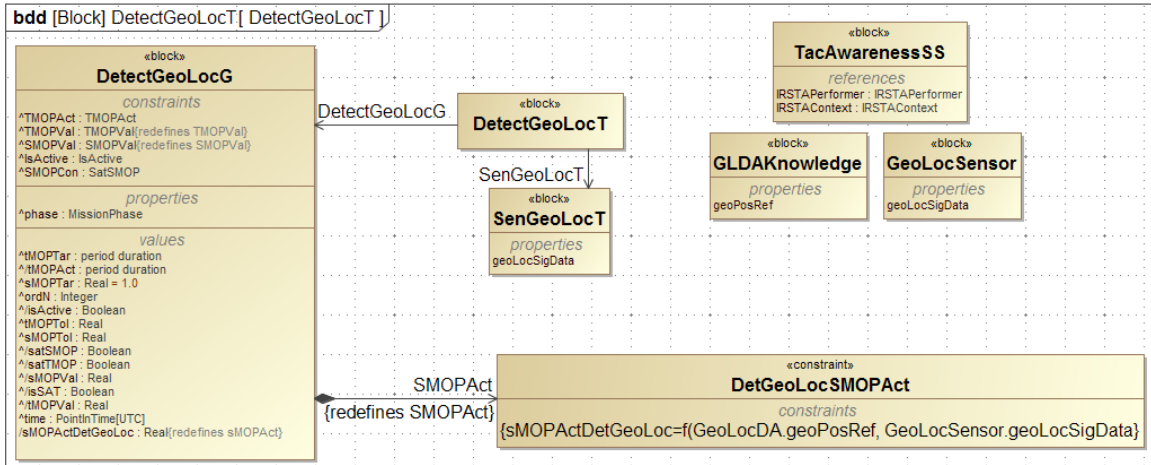 bdd [Block] DetectGeoLocT[ DetectGeoLocT ]
«block»
DetectGeoLocG
constraints
^TMOPAct : TMOPAct
^TMOPVal : TMOPVal{redefines TMOPVal}
^SMOPVal : SMOPVal{redefines SMOPVal}
^IsActive : IsActive
^SMOPCon : SatSMOP
properties
^phase : MissionPhase
values
^tMOPTar : period duration
^/tMOPAct : period duration
^sMOPTar : Real = 1.0
^ordN : Integer
^/isActive : Boolean
^tMOPTol : Real
^sMOPTol : Real
^/satSMOP : Boolean
^/satTMOP : Boolean
^/sMOPVal : Real
^/isSAT : Boolean
^/tMOPVal : Real
^time : PointInTime[UTC]
/sMOPActDetGeoLoc : Real{redefines sMOPAct}
DetectGeoLocG
«block»
DetectGeoLocT
SenGeoLocT
«block»
SenGeoLocT
properties
geoLocSigData
«block»
TacAwarenessSS
references
IRSTAPerformer : IRSTAPerformer
IRSTAContext : IRSTAContext
«block»
GLDAKnowledge
properties
geoPosRef
«block»
GeoLocSensor
properties
geoLocSigData
SMOPAct
{redefines SMOPAct}
«constraint»
DetGeoLocSMOPAct
constraints
{sMOPActDetGeoLoc=f(GeoLocDA.geoPosRef, GeoLocSensor.geoLocSigData}